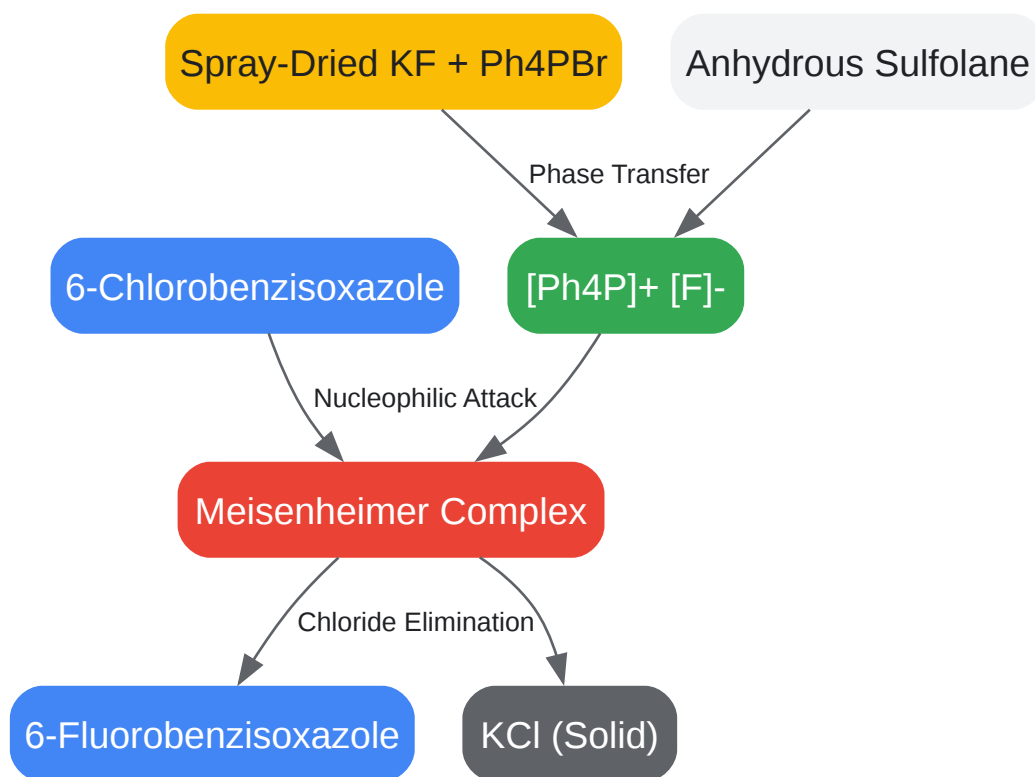 Spray-Dried KF + Ph4PBr
Anhydrous Sulfolane
Phase Transfer
6-Chlorobenzisoxazole
[Ph4P]+ [F]-
Nucleophilic Attack
Meisenheimer Complex
Chloride Elimination
6-Fluorobenzisoxazole
KCl (Solid)